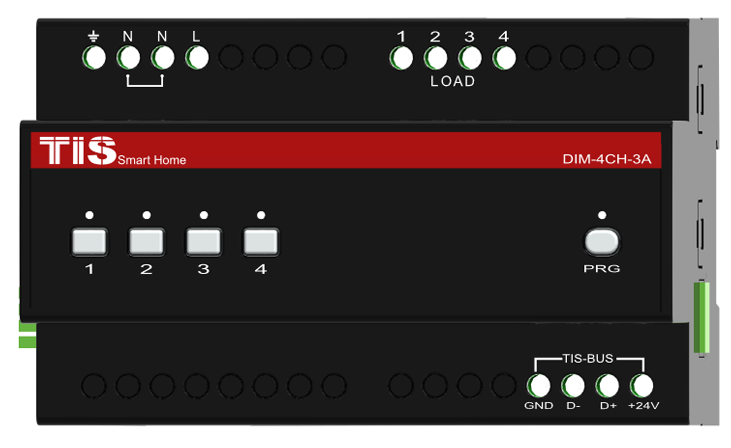 ⏚ N N L 1 2 3 4
LOAD
TiS Smart Home DIM-4CH-3A
1 2 3 4 PRG
TIS-BUS
GND D- D+ +24V